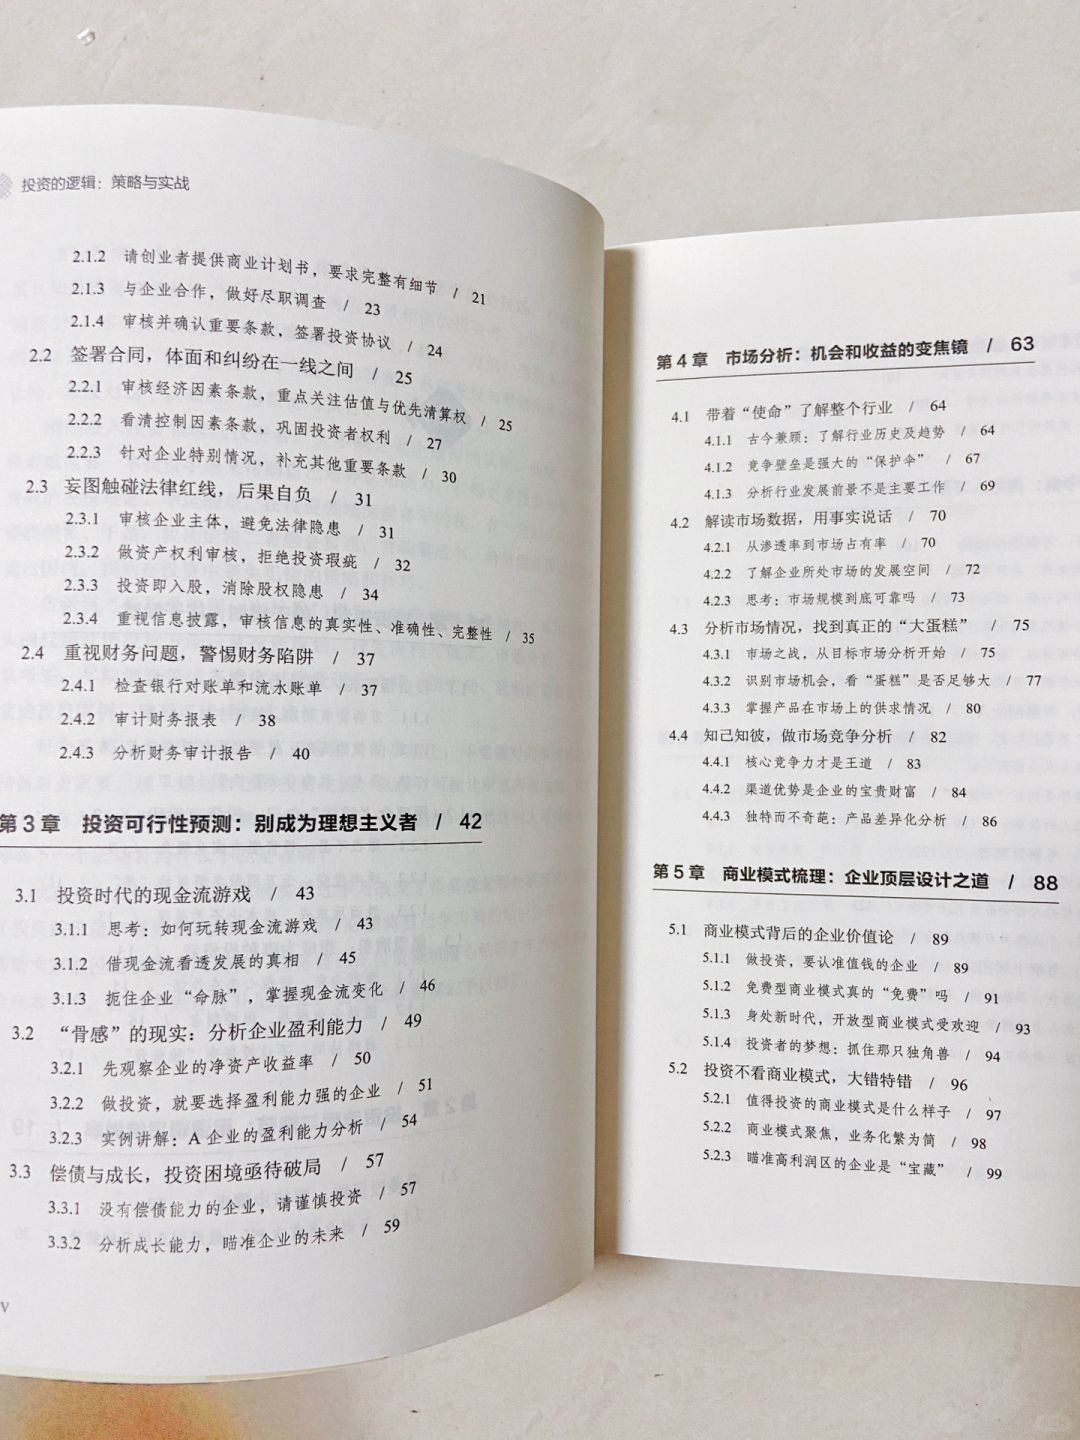 投资的逻辑：策略与实战
2.1.2 请创业者提供商业计划书，要求完整有细节 / 21
2.1.3 与企业合作，做好尽职调查 / 23
2.1.4 审核并确认重要条款，签署投资协议 / 24
2.2 签署合同，体面和纠纷在一线之间 / 25
2.2.1 审核经济因素条款，重点关注估值与优先清算权 / 25
2.2.2 看清控制因素条款，巩固投资者权利 / 27
2.2.3 针对企业特别情况，补充其他重要条款 / 30
2.3 妄图触碰法律红线，后果自负 / 31
2.3.1 审核企业主体，避免法律隐患 / 31
2.3.2 做资产权利审核，拒绝投资瑕疵 / 32
2.3.3 投资即入股，消除股权隐患 / 34
2.3.4 重视信息披露，审核信息的真实性、准确性、完整性 / 35
2.4 重视财务问题，警惕财务陷阱 / 37
2.4.1 检查银行对账单和流水账单 / 37
2.4.2 审计财务报表 / 38
2.4.3 分析财务审计报告 / 40
第3章 投资可行性预测：别成为理想主义者 / 42
3.1 投资时代的现金流游戏 / 43
3.1.1 思考：如何玩转现金流游戏 / 43
3.1.2 借现金流看透发展的真相 / 45
3.1.3 扼住企业“命脉”，掌握现金流变化 / 46
3.2 “骨感”的现实：分析企业盈利能力 / 49
3.2.1 先观察企业的净资产收益率 / 50
3.2.2 做投资，就要选择盈利能力强的企业 / 51
3.2.3 实例讲解：A企业的盈利能力分析 / 54
3.3 偿债与成长，投资困境亟待破局 / 57
3.3.1 没有偿债能力的企业，请谨慎投资 / 57
3.3.2 分析成长能力，瞄准企业的未来 / 59
V
第4章 市场分析：机会和收益的变焦镜 / 63
4.1 带着“使命”了解整个行业 / 64
4.1.1 古今兼顾：了解行业历史及趋势 / 64
4.1.2 竞争壁垒是强大的“保护伞” / 67
4.1.3 分析行业发展前景不是主要工作 / 69
4.2 解读市场数据，用事实说话 / 70
4.2.1 从渗透率到市场占有率 / 70
4.2.2 了解企业所处市场的发展空间 / 72
4.2.3 思考：市场规模到底可靠吗 / 73
4.3 分析市场情况，找到真正的“大蛋糕” / 75
4.3.1 市场之战，从目标市场分析开始 / 75
4.3.2 识别市场机会，看“蛋糕”是否足够大 / 77
4.3.3 掌握产品在市场上的供求情况 / 80
4.4 知己知彼，做市场竞争分析 / 82
4.4.1 核心竞争力才是王道 / 83
4.4.2 渠道优势是企业的宝贵财富 / 84
4.4.3 独特而不奇葩：产品差异化分析 / 86
第5章 商业模式梳理：企业顶层设计之道 / 88
5.1 商业模式背后的企业价值论 / 89
5.1.1 做投资，要认准值钱的企业 / 89
5.1.2 免费型商业模式真的“免费”吗 / 91
5.1.3 身处新时代，开放型商业模式受欢迎 / 93
5.1.4 投资者的梦想：抓住那只独角兽 / 94
5.2 投资不看商业模式，大错特错 / 96
5.2.1 值得投资的商业模式是什么样子 / 97
5.2.2 商业模式聚焦，业务化繁为简 / 98
5.2.3 瞄准高利润区的企业是“宝藏” / 99